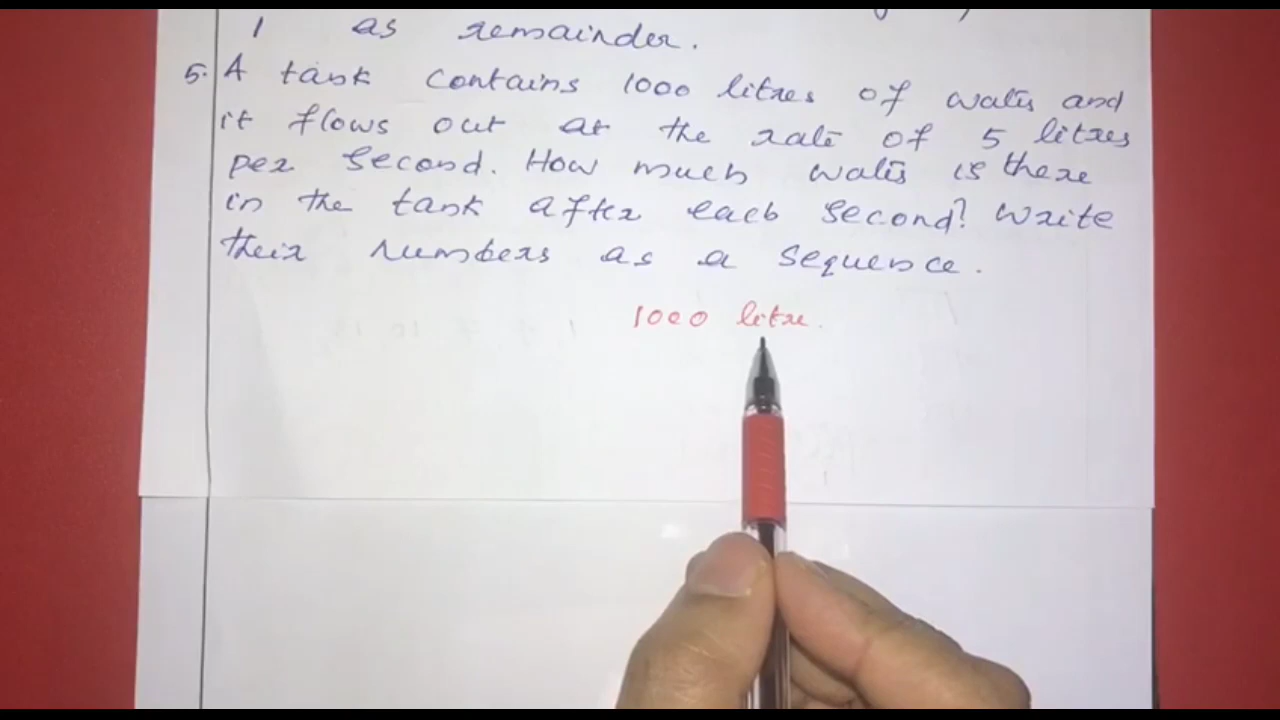 1 as remainder.
5. A tank contains 1000 litres of water and
it flows out at the rate of 5 litres
per second. How much water is there
in the tank after each second? Write
their numbers as a sequence.
1000 litre.